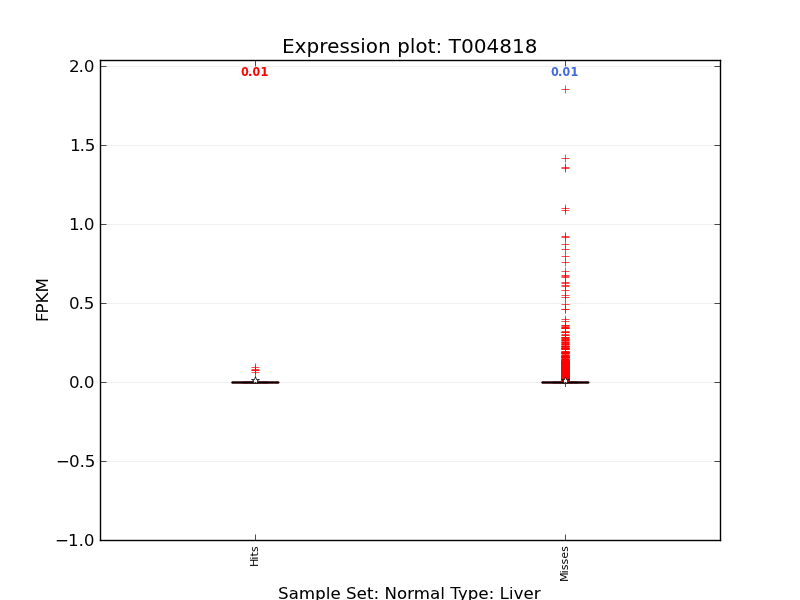 Expression plot: T004818
2.0
0.01
0.01
1.5
1.0
0.5
0.0
−0.5
−1.0
FPKM
Hits
Misses
Sample Set: Normal Type: Liver